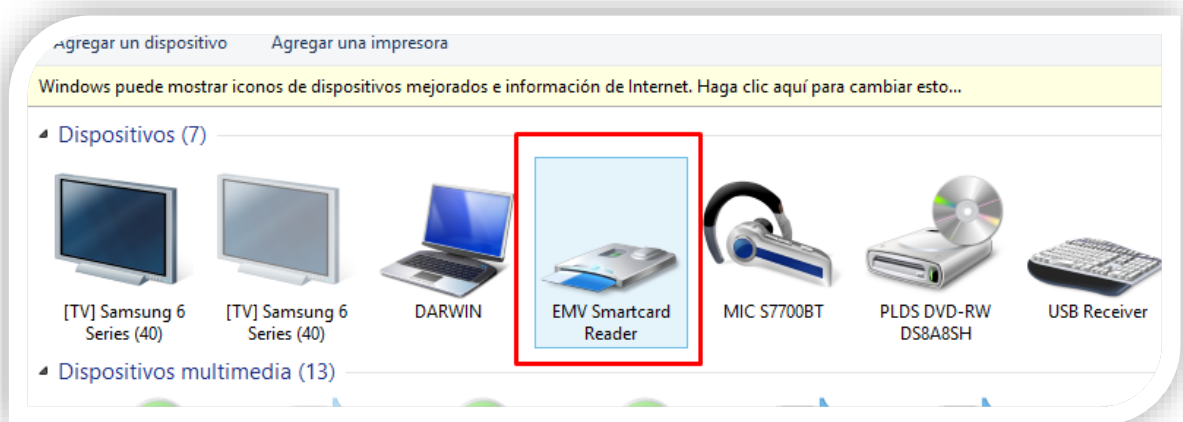 Agregar un dispositivo Agregar una impresora
Windows puede mostrar iconos de dispositivos mejorados e información de Internet. Haga clic aquí para cambiar esto...
Dispositivos (7)
[TV] Samsung 6 Series (40)
[TV] Samsung 6 Series (40)
DARWIN
EMV Smartcard Reader
MIC S7700BT
PLDS DVD-RW DS8A8SH
USB Receiver
Dispositivos multimedia (13)